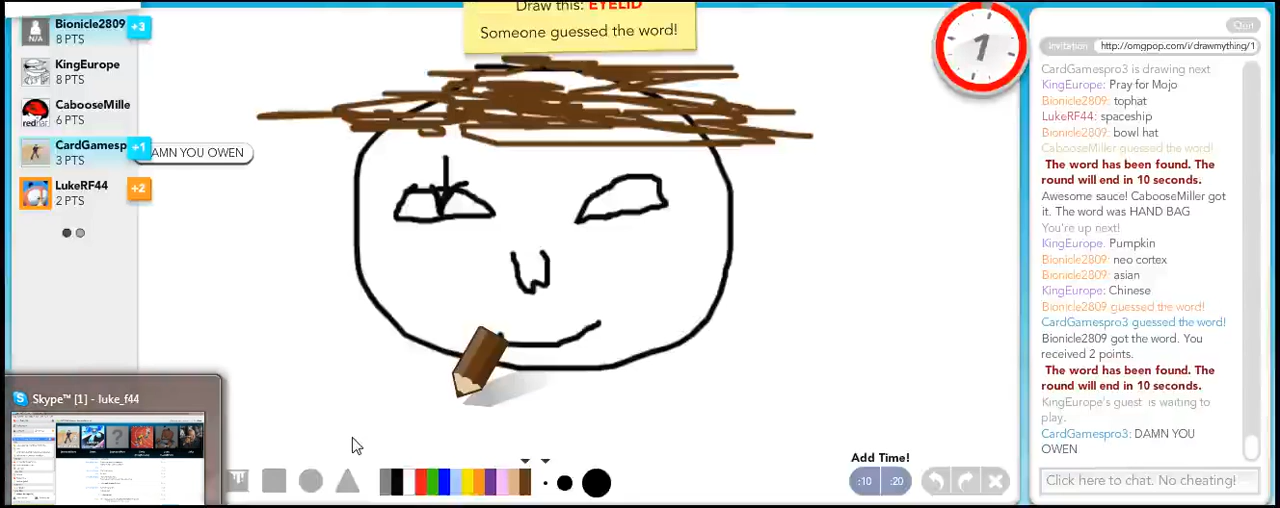 Bionicle2809
+3
8 PTS
N/A
KingEurope
8 PTS
CabooseMille
6 PTS
redhat
CardGamesp
+1
3 PTS
DAMN YOU OWEN
LukeRF44
+2
2 PTS
Draw this: EYELID
Someone guessed the word!
1
Quit
Invitation http://omgpop.com/i/drawmything/1
CardGamespro3 is drawing next
KingEurope: Pray for Mojo
Bionicle2809: tophat
LukeRF44: spaceship
Bionicle2809: bowl hat
CabooseMiller guessed the word!
The word has been found. The
round will end in 10 seconds.
Awesome sauce! CabooseMiller got
it. The word was HAND BAG
You're up next!
KingEurope: Pumpkin
Bionicle2809: neo cortex
Bionicle2809: asian
KingEurope: Chinese
Bionicle2809 guessed the word!
CardGamespro3 guessed the word!
Bionicle2809 got the word. You
received 2 points.
The word has been found. The
round will end in 10 seconds.
KingEurope's guest is waiting to
play.
CardGamespro3: DAMN YOU
OWEN
Click here to chat. No cheating!
Skype™ [1] - luke_f44
Add Time!
:10 :20